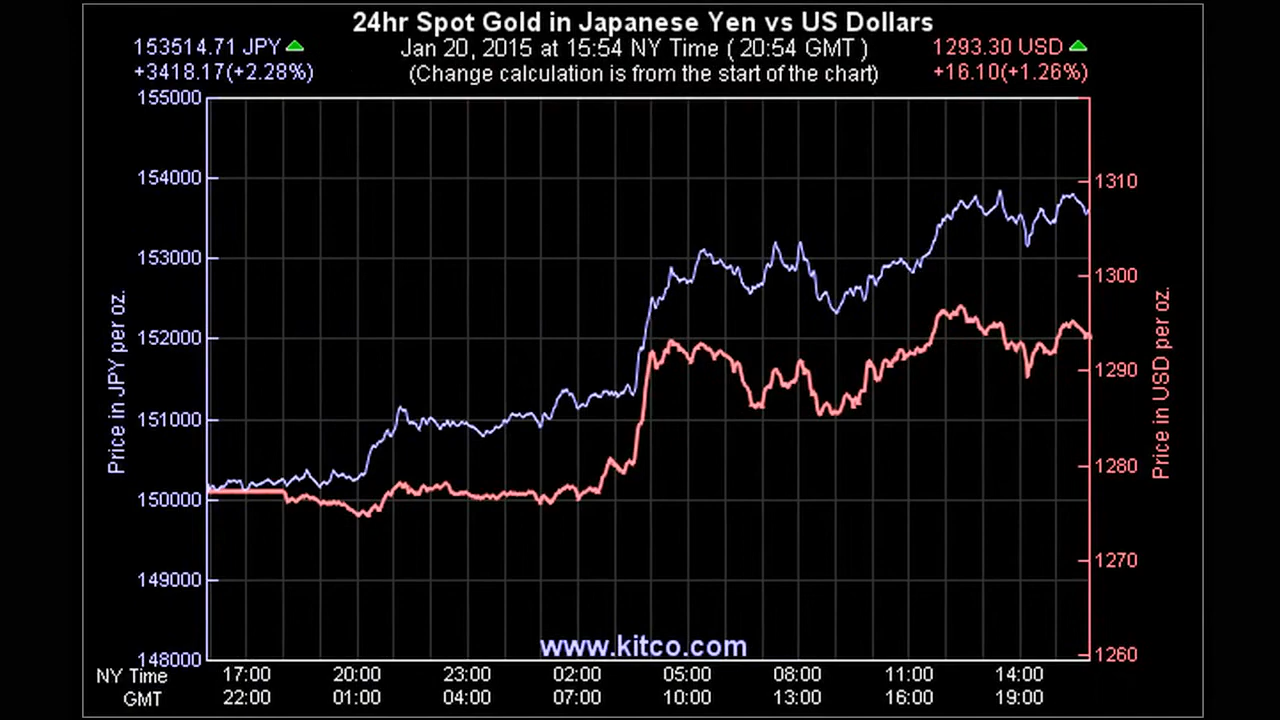 24hr Spot Gold in Japanese Yen vs US Dollars
153514.71 JPY Jan 20, 2015 at 15:54 NY Time ( 20:54 GMT ) 1293.30 USD
+3418.17(+2.28%) (Change calculation is from the start of the chart) +16.10(+1.26%)
155000
154000 1310
153000 1300
152000 1290
151000 1280
150000
149000 1270
148000 1260
Price in JPY per oz.
Price in USD per oz.
www.kitco.com
NY Time 17:00 20:00 23:00 02:00 05:00 08:00 11:00 14:00
GMT 22:00 01:00 04:00 07:00 10:00 13:00 16:00 19:00